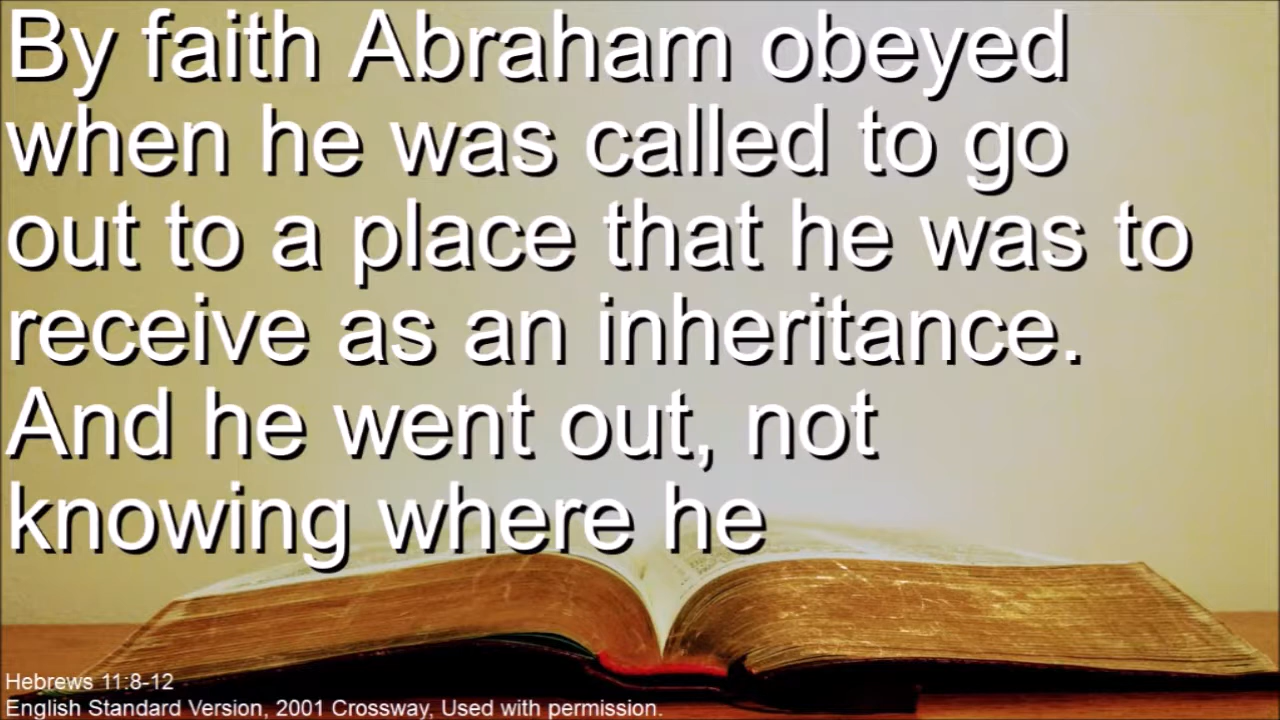 By faith Abraham obeyed
when he was called to go
out to a place that he was to
receive as an inheritance.
And he went out, not
knowing where he
Hebrews 11:8-12
English Standard Version, 2001 Crossway, Used with permission.